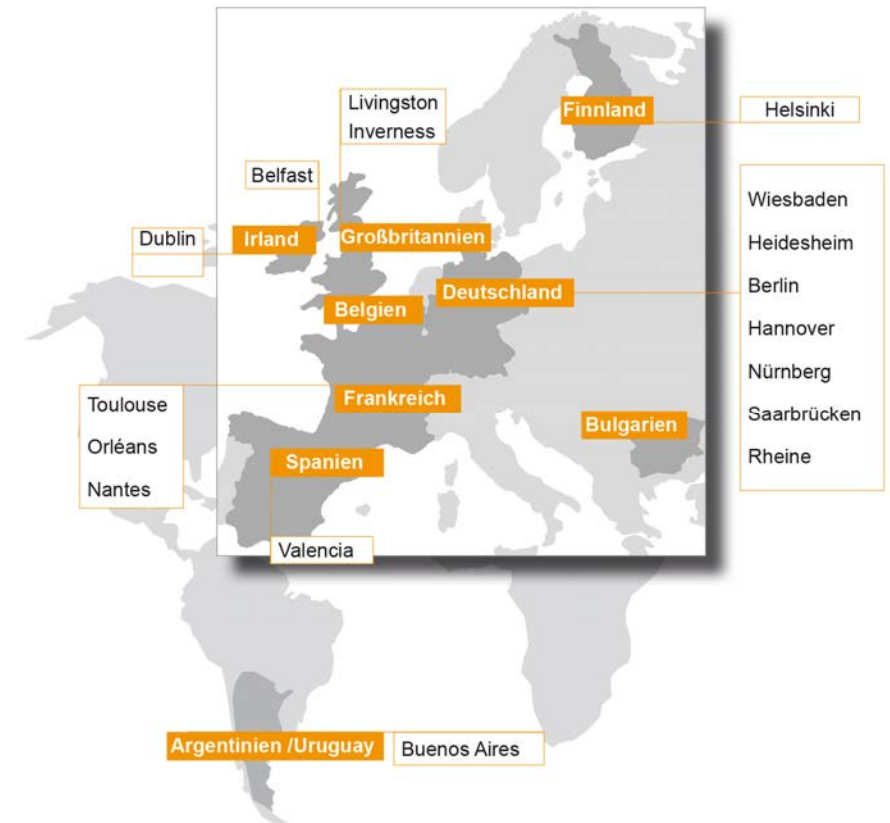 Livingston
Inverness
Finnland
Helsinki
Belfast
Dublin
Irland
Großbritannien
Deutschland
Belgien
Wiesbaden
Heidesheim
Berlin
Hannover
Nürnberg
Saarbrücken
Rheine
Frankreich
Toulouse
Orléans
Nantes
Bulgarien
Spanien
Valencia
Argentinien /Uruguay
Buenos Aires